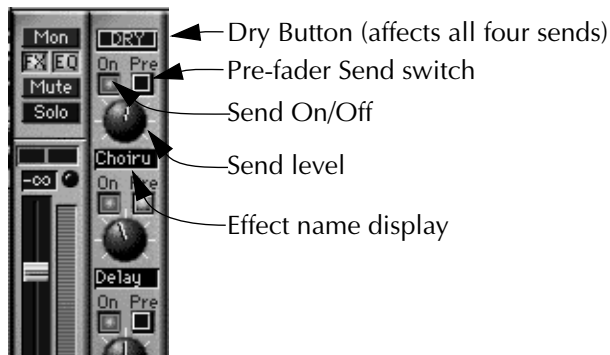 Mon
DRY
Dry Button (affects all four sends)
FX EQ
On Pre
Pre-fader Send switch
Mute
Solo
Send On/Off
Send level
Choiru
-∞
On Pre
Effect name display
Delay
On Pre